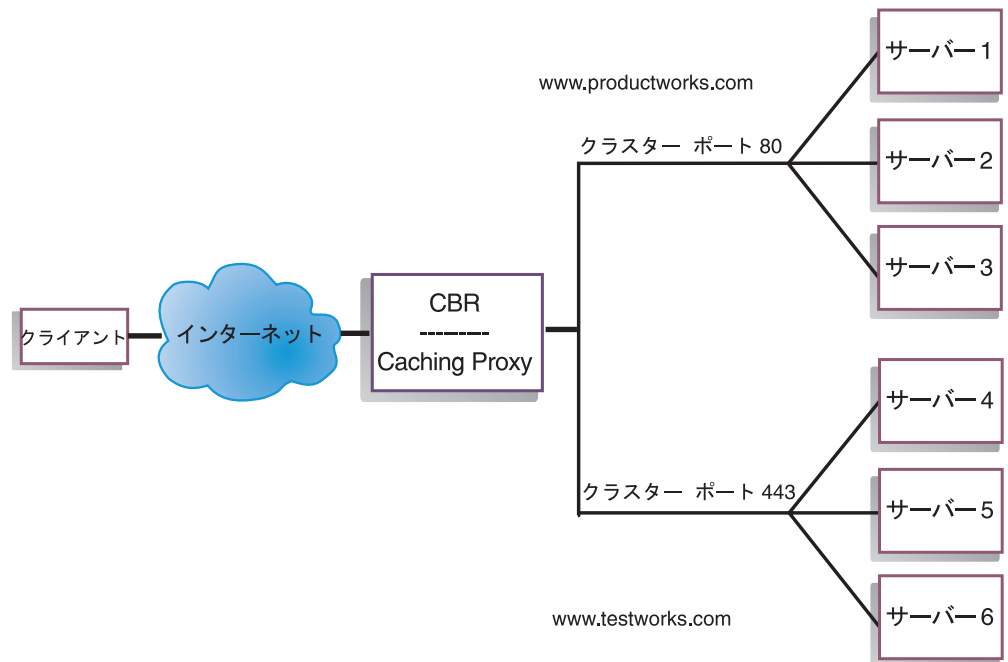 サーバー 1
www.productworks.com
クラスター ポート 80
サーバー 2
サーバー 3
クライアント
インターネット
CBR
--------
Caching Proxy
サーバー 4
クラスター ポート 443
サーバー 5
www.testworks.com
サーバー 6